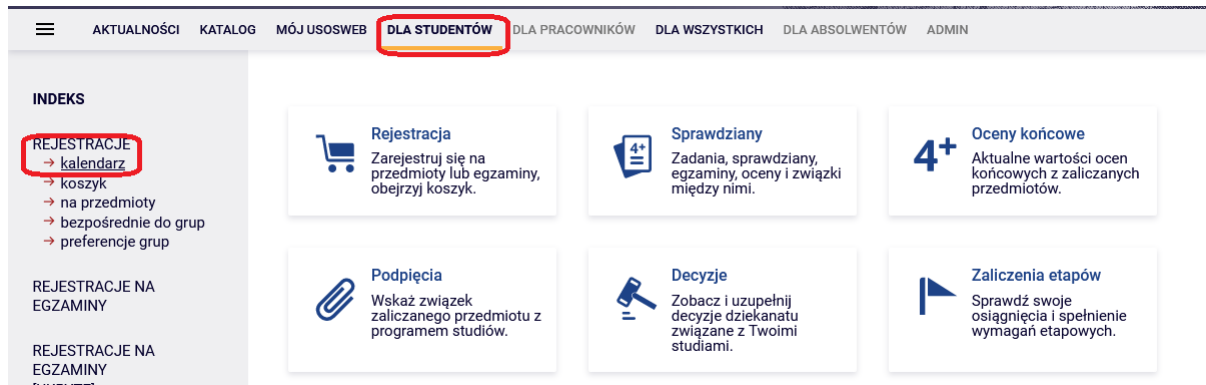 AKTUALNOŚCI KATALOG MÓJ USOSWEB DLA STUDENTÓW DLA PRACOWNIKÓW DLA WSZYSTKICH DLA ABSOLWENTÓW ADMIN
INDEKS
REJESTRACJE
→ kalendarz
→ koszyk
→ na przedmioty
→ bezpośrednie do grup
→ preferencje grup
REJESTRACJE NA
EGZAMINY
REJESTRACJE NA
EGZAMINY
Rejestracja
Zarejestruj się na
przedmioty lub egzaminy,
obejrzyj koszyk.
4+
Sprawdziany
Zadania, sprawdziany,
egzaminy, oceny i związki
między nimi.
4+
Oceny końcowe
Aktualne wartości ocen
końcowych z zaliczanych
przedmiotów.
Podpięcia
Wskaż związek
zaliczanego przedmiotu z
programem studiów.
Decyzje
Zobacz i uzupełnij
decyzje dziekanatu
związane z Twoimi
studiami.
Zaliczenia etapów
Sprawdź swoje
osiągnięcia i spełnienie
wymagań etapowych.